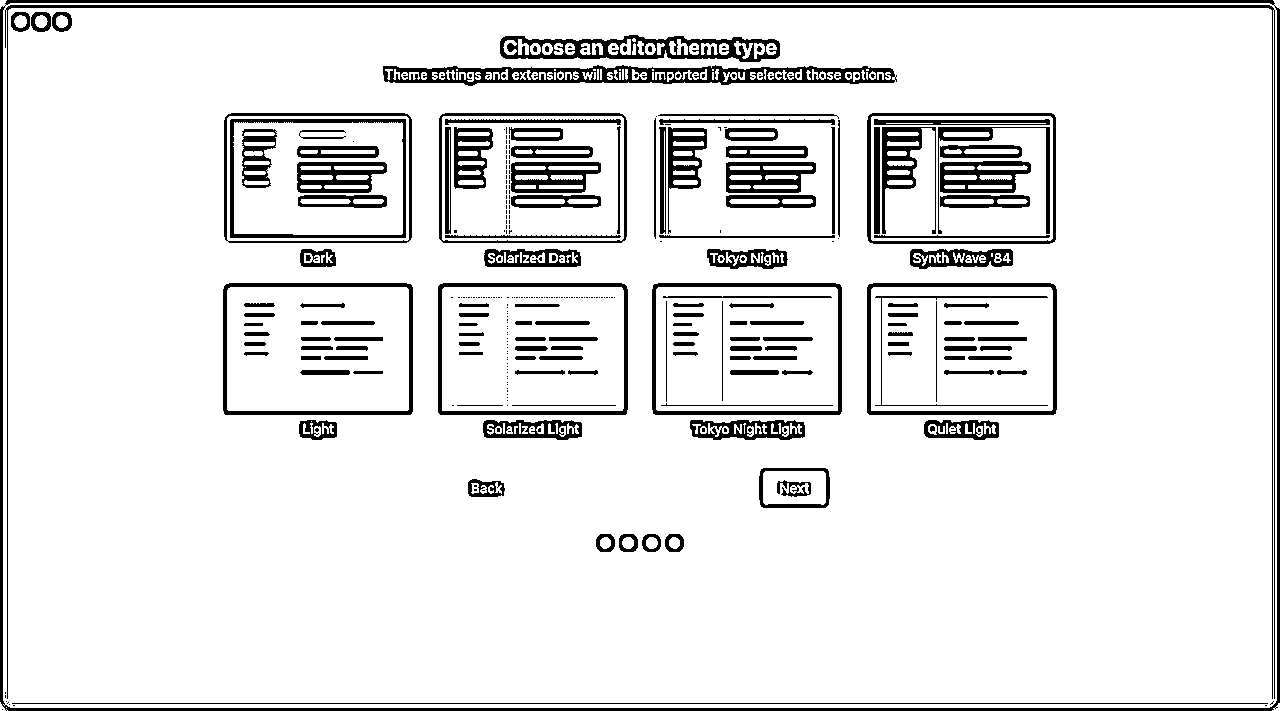 Choose an editor theme type
Theme settings and extensions will still be imported if you selected those options.
Dark
Solarized Dark
Tokyo Night
Synth Wave '84
Light
Solarized Light
Tokyo Night Light
Quiet Light
Back
Next